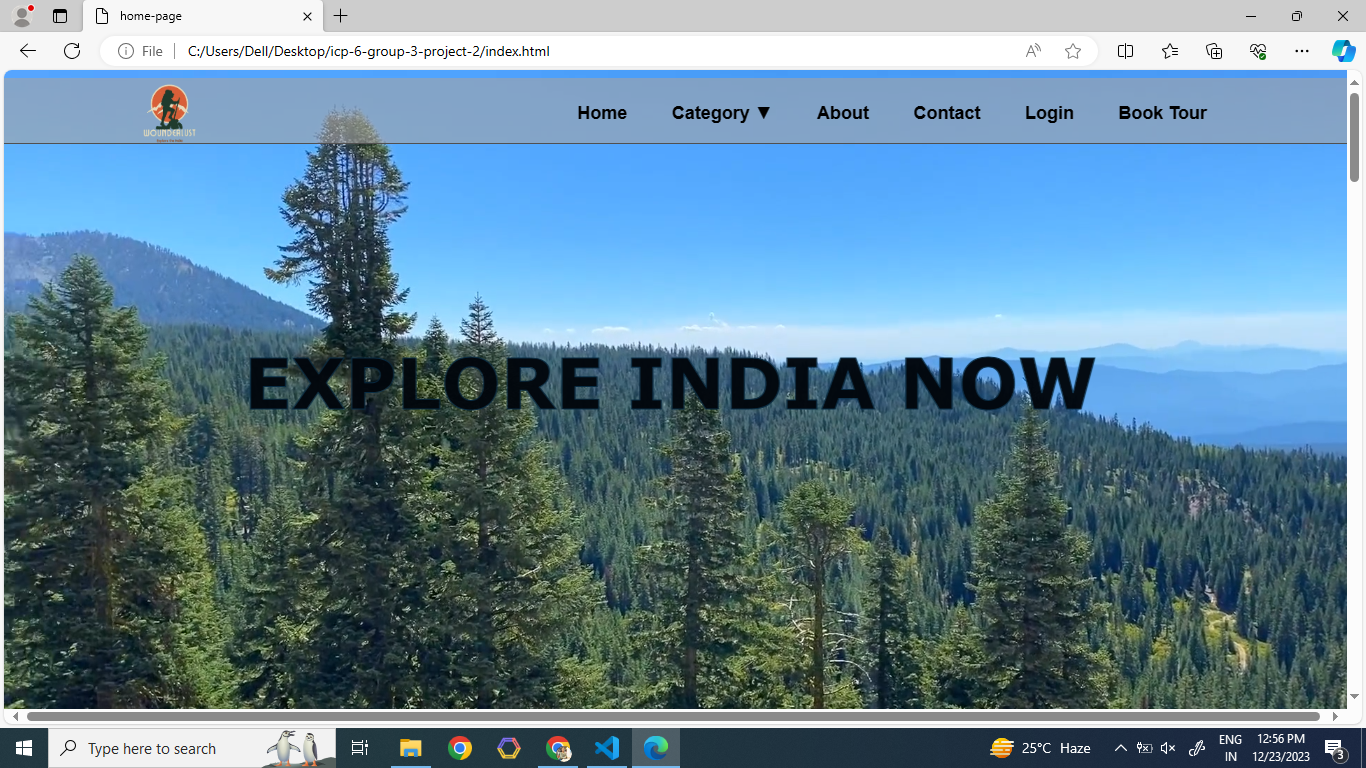 home-page
File
C:/Users/Dell/Desktop/icp-6-group-3-project-2/index.html
WOUNDERLUST
Home Category ▼ About Contact Login Book Tour
EXPLORE INDIA NOW
Type here to search
25°C Haze
ENG
IN
12:56 PM
12/23/2023
3